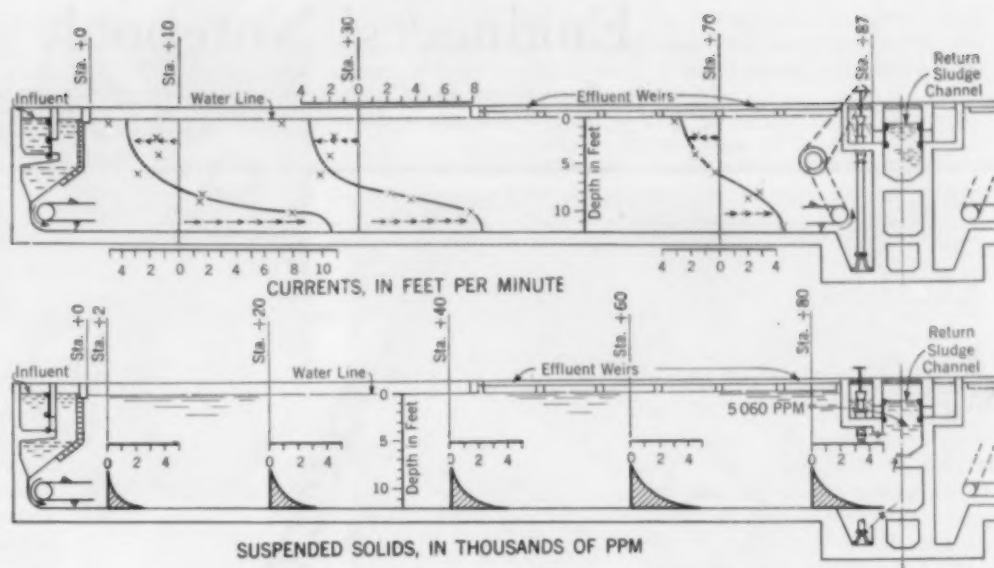 Sta. +0
Sta. +10
Sta. +30
Sta. +70
Sta. +87
Influent
Water Line
4 2 0 2 4 6 8
Effluent Weirs
Return
Sludge
Channel
0
5
10
Depth in Feet
4 2 0 2 4 6 8 10
4 2 0 2 4
CURRENTS, IN FEET PER MINUTE
Sta. +0
Sta. +2
Sta. +20
Sta. +40
Sta. +60
Sta. +80
Influent
Water Line
Effluent Weirs
Return
Sludge
Channel
5 060 PPM
0
5
10
Depth in Feet
0 2 4
0 2 4
0 2 4
0 2 4
0 2 4
SUSPENDED SOLIDS, IN THOUSANDS OF PPM